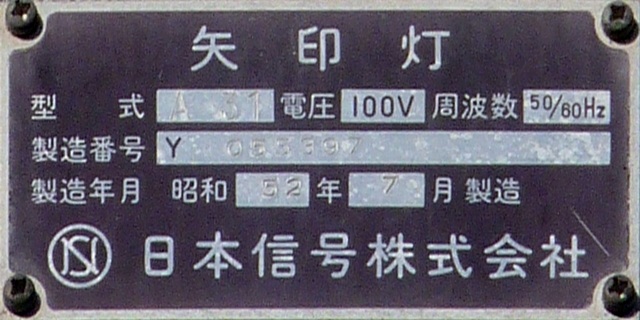 矢印灯
型式 A 31 電圧 100V 周波数 50/60Hz
製造番号 Y 055397
製造年月 昭和 52 年 7 月 製造
NS 日本信号株式会社